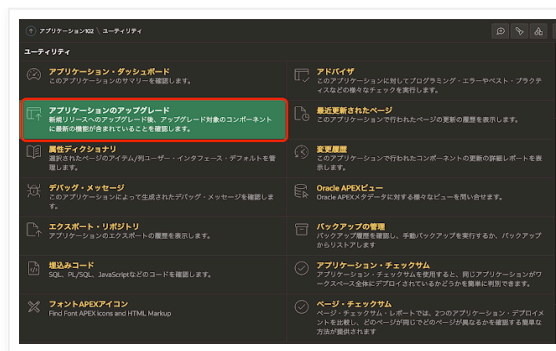 アプリケーション102 \ ユーティリティ
ユーティリティ
アプリケーション・ダッシュボード
このアプリケーションのサマリーを確認します。
アドバイザ
このアプリケーションに対してプログラミング・エラーやベスト・プラクテ
ィスなどの様々なチェックを実行します。
アプリケーションのアップグレード
新規リリースへのアップグレード後、アップグレード対象のコンポーネント
に最新の機能が含まれていることを確認します。
最近更新されたページ
このアプリケーションで行われたページの更新の履歴を表示します。
属性ディクショナリ
選択されたページのアイテム/列ユーザー・インタフェース・デフォルトを管
理します。
変更履歴
このアプリケーションで行われたコンポーネントの更新の詳細レポートを表
示します。
デバッグ・メッセージ
このアプリケーションによって生成されたデバッグ・メッセージを確認しま
す。
Oracle APEXビュー
Oracle APEXメタデータに対する様々なビューを問い合せます。
エクスポート・リポジトリ
アプリケーションのエクスポートの履歴を表示します。
バックアップの管理
バックアップ履歴を確認し、手動バックアップを実行するか、バックアップ
からリストアします
埋込みコード
SQL、PL/SQL、JavaScriptなどのコードを確認します。
アプリケーション・チェックサム
アプリケーション・チェックサムを使用すると、同じアプリケーションがワ
ークスペース全体にデプロイされているかどうかを簡単に判別できます。
フォントAPEXアイコン
Find Font APEX Icons and HTML Markup
ページ・チェックサム
ページ・チェックサム・レポートでは、2つのアプリケーション・デプロイメ
ントを比較し、どのページが同じでどのページが異なるかを確認する簡単な
方法が提供されます